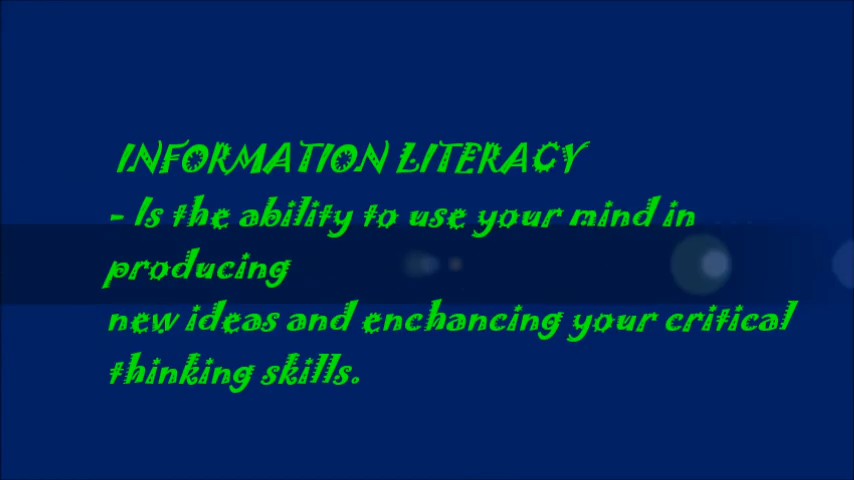 INFORMATION LITERACY
- Is the ability to use your mind in
producing
new ideas and enchancing your critical
thinking skills.